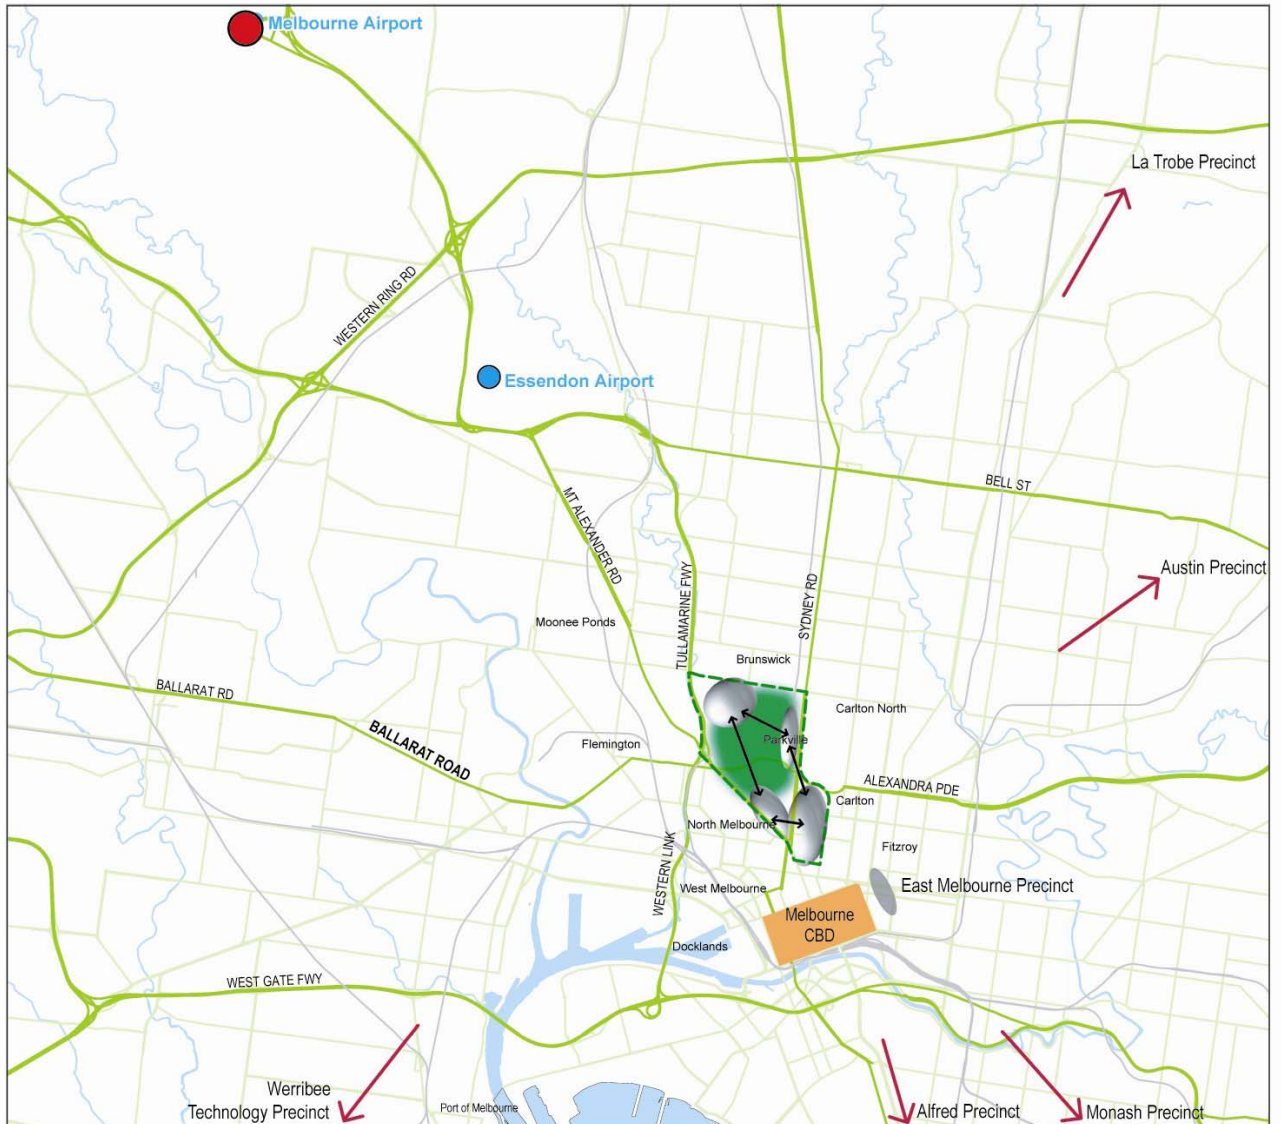 Melbourne Airport
La Trobe Precinct
WESTERN RING RD
Essendon Airport
BELL ST
MT ALEXANDER RD
TULLAMARINE FWY
SYDNEY RD
Austin Precinct
Moonee Ponds
Brunswick
BALLARAT RD
Carlton North
BALLARAT ROAD
Flemington
Parkville
ALEXANDRA PDE
Carlton
North Melbourne
Fitzroy
WESTERN LINK
West Melbourne
East Melbourne Precinct
Melbourne
CBD
Docklands
WEST GATE FWY
Werribee
Technology Precinct
Port of Melbourne
Alfred Precinct
Monash Precinct